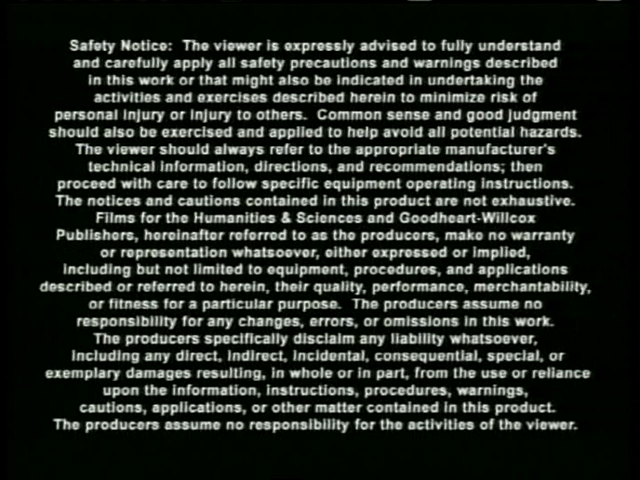 Safety Notice: The viewer is expressly advised to fully understand
and carefully apply all safety precautions and warnings described
in this work or that might also be indicated in undertaking the
activities and exercises described herein to minimize risk of
personal injury or injury to others. Common sense and good judgment
should also be exercised and applied to help avoid all potential hazards.
The viewer should always refer to the appropriate manufacturer's
technical information, directions, and recommendations; then
proceed with care to follow specific equipment operating instructions.
The notices and cautions contained in this product are not exhaustive.
Films for the Humanities & Sciences and Goodheart-Willcox
Publishers, hereinafter referred to as the producers, make no warranty
or representation whatsoever, either expressed or implied,
including but not limited to equipment, procedures, and applications
described or referred to herein, their quality, performance, merchantability,
or fitness for a particular purpose. The producers assume no
responsibility for any changes, errors, or omissions in this work.
The producers specifically disclaim any liability whatsoever,
including any direct, indirect, incidental, consequential, special, or
exemplary damages resulting, in whole or in part, from the use or reliance
upon the information, instructions, procedures, warnings,
cautions, applications, or other matter contained in this product.
The producers assume no responsibility for the activities of the viewer.